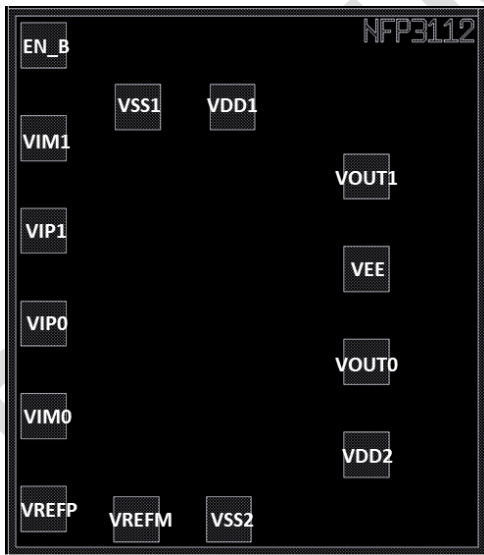 NFP3112
EN_B
VSS1 VDD1
VIM1
VOUT1
VIP1
VEE
VIP0
VOUT0
VIM0
VDD2
VREFP
VREFM VSS2